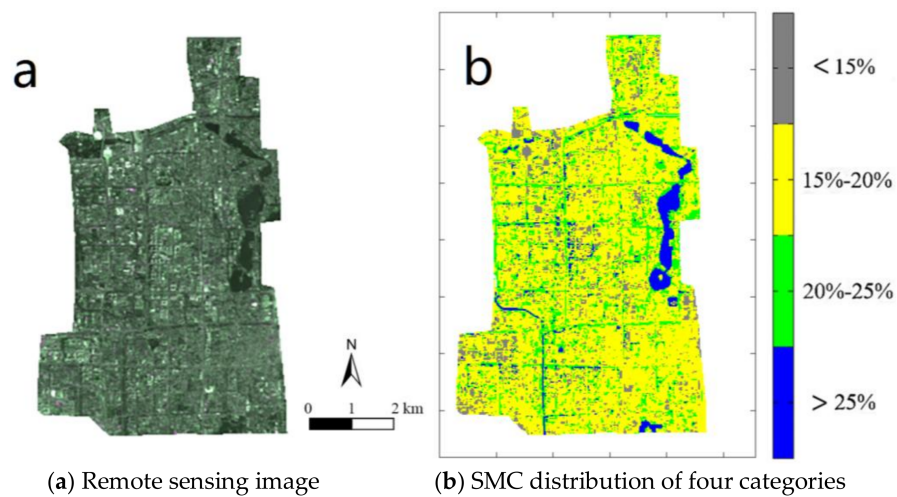 a
b
< 15%
15%-20%
20%-25%
> 25%
N
0 1 2 km
(a) Remote sensing image
(b) SMC distribution of four categories